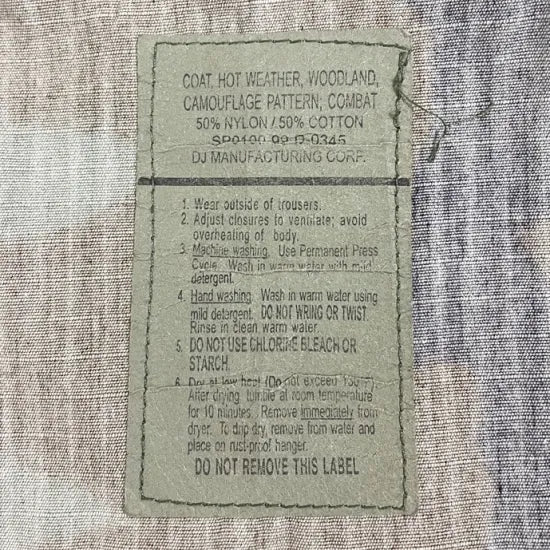 COAT, HOT WEATHER, WOODLAND,
CAMOUFLAGE PATTERN; COMBAT
50% NYLON / 50% COTTON
SP0100-99-D-0345
DJ MANUFACTURING CORP.
1. Wear outside of trousers.
2. Adjust closures to ventilate; avoid
overheating of body.
3. Machine washing. Use Permanent Press
Cycle. Wash in warm water with mild
detergent.
4. Hand washing. Wash in warm water using
mild detergent. DO NOT WRING OR TWIST.
Rinse in clean warm water.
5. DO NOT USE CHLORINE BLEACH OR
STARCH.
6. Dry at low heat (Do not exceed 130°F).
After drying, tumble at room temperature
for 10 minutes. Remove immediately from
dryer. To drip dry, remove from water and
place on rust-proof hanger.
DO NOT REMOVE THIS LABEL